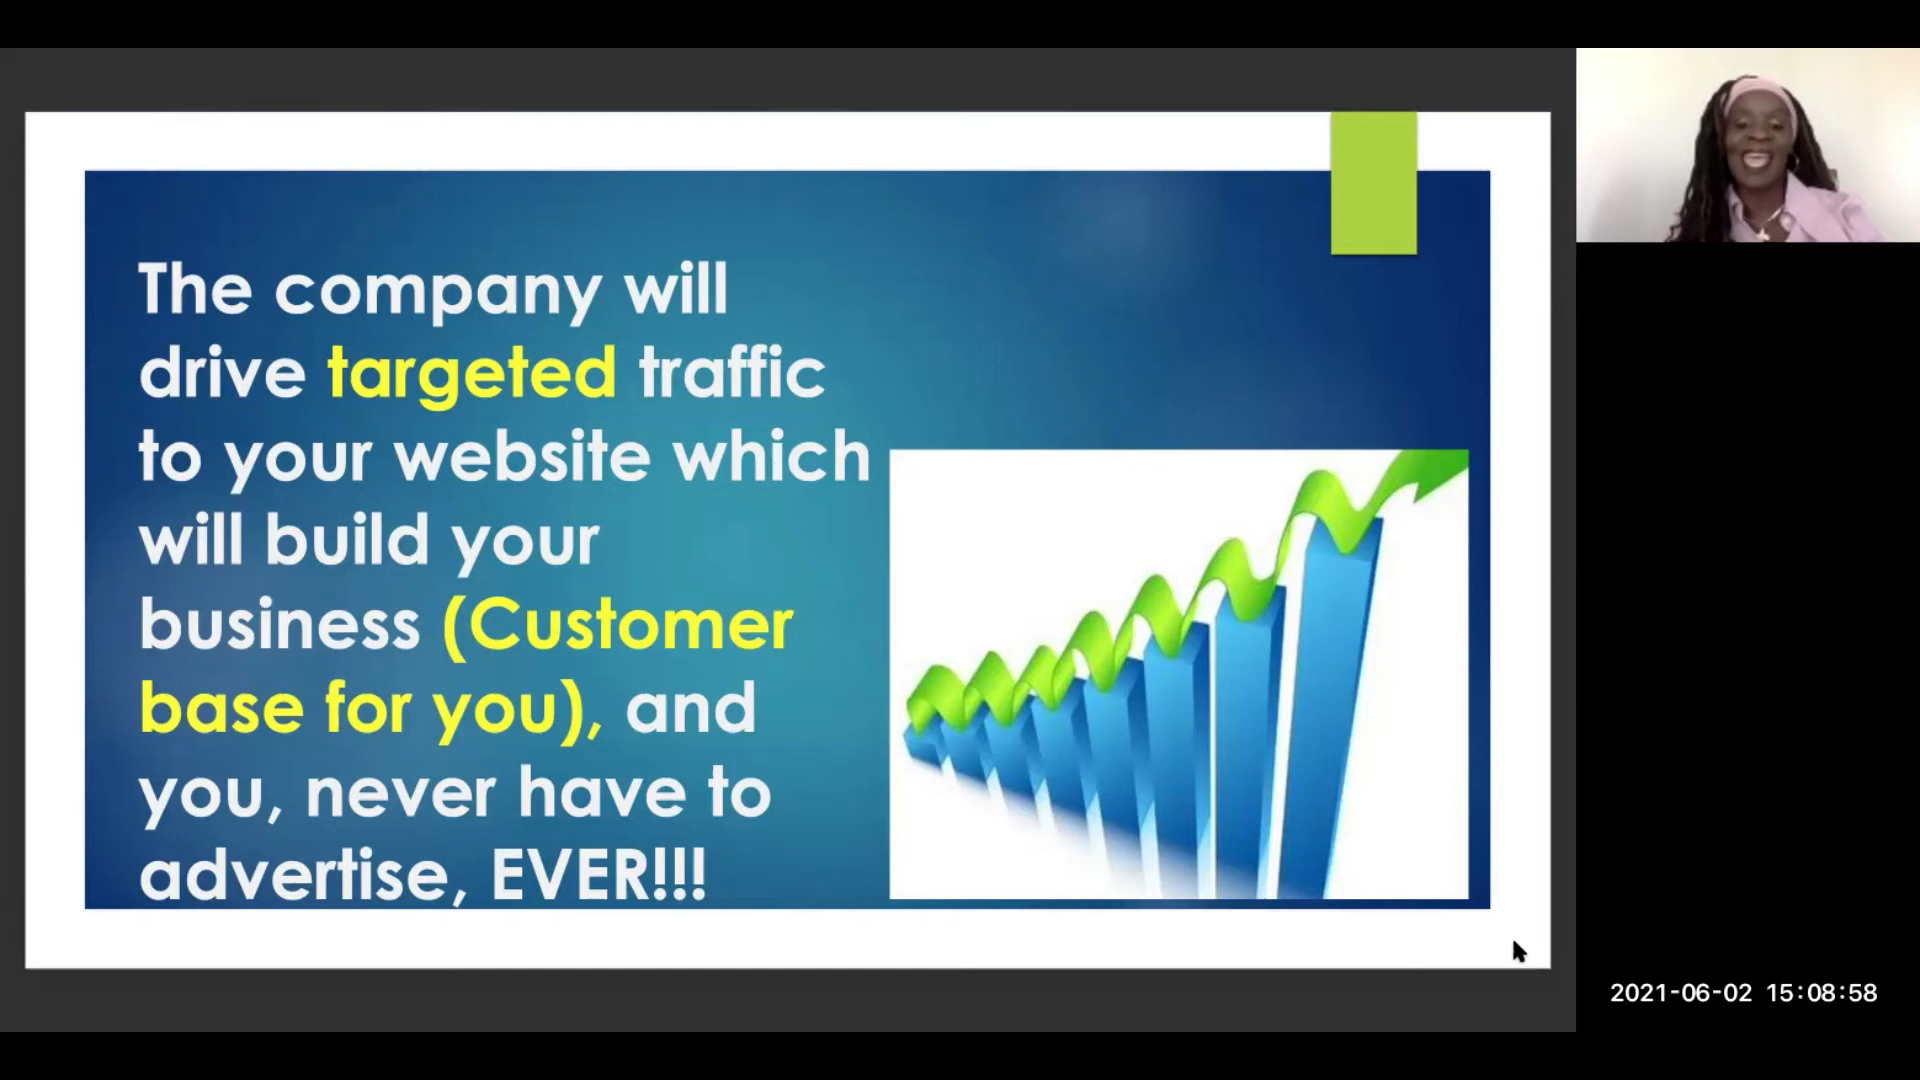 The company will
drive targeted traffic
to your website which
will build your
business (Customer
base for you), and
you, never have to
advertise, EVER!!!
2021-06-02 15:08:58